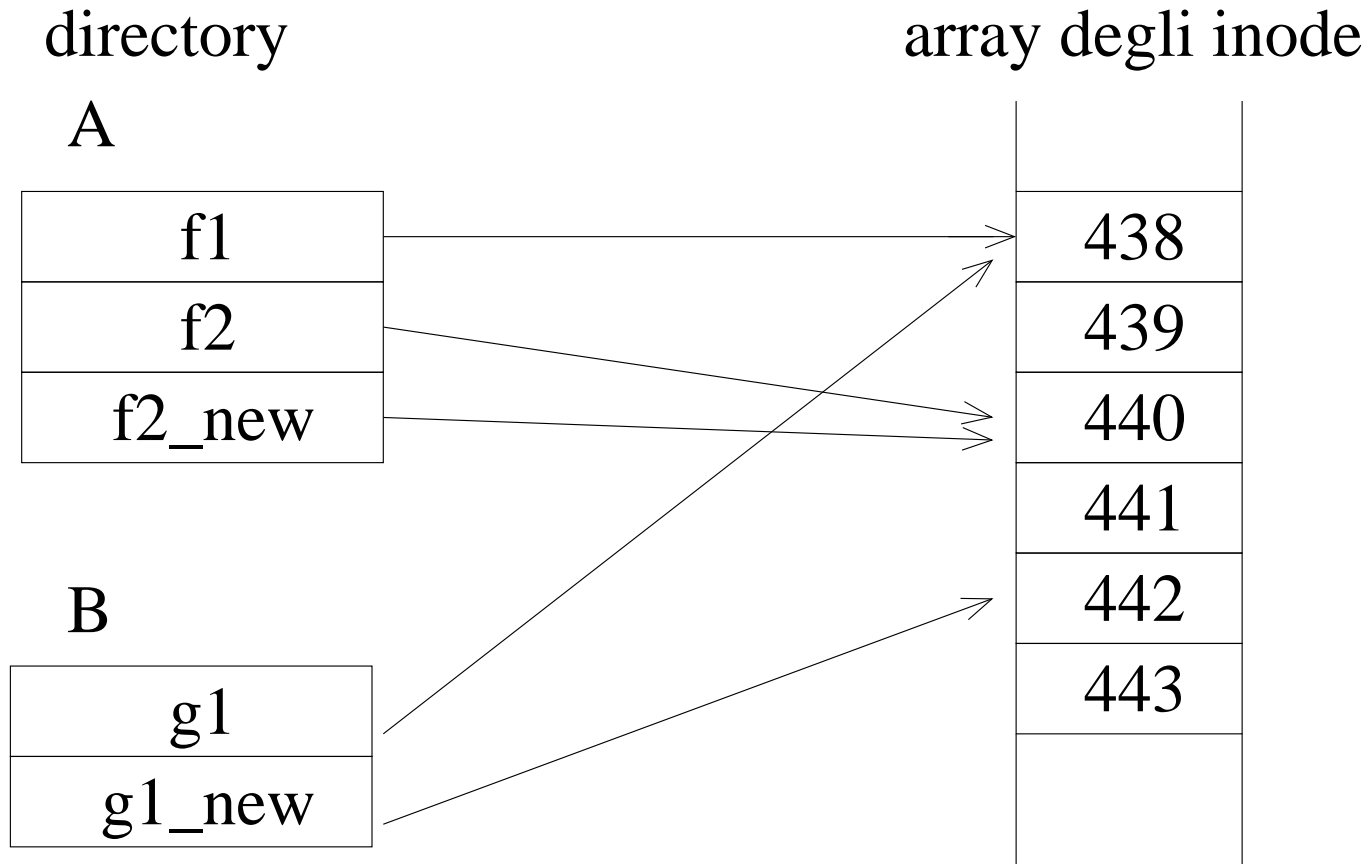 directory
array degli inode
A
f1
f2
f2_new
B
g1
g1_new
438
439
440
441
442
443